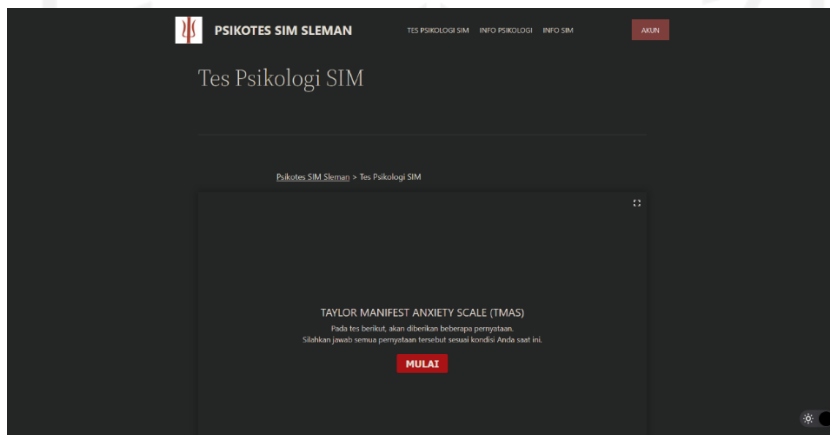 PSIKOTES SIM SLEMAN
TES PSIKOLOGI SIM INFO PSIKOLOGI INFO SIM
AKUN
Tes Psikologi SIM
Psikotes SIM Sleman > Tes Psikologi SIM
TAYLOR MANIFEST ANXIETY SCALE (TMAS)
Pada tes berikut, akan diberikan beberapa pernyataan.
Silahkan jawab semua pernyataan tersebut sesuai kondisi Anda saat ini.
MULAI